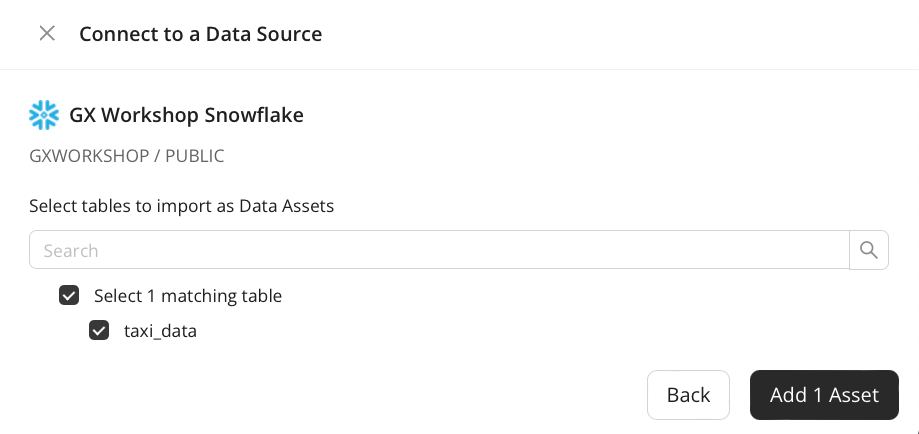 Connect to a Data Source
GX Workshop Snowflake
GXWORKSHOP / PUBLIC
Select tables to import as Data Assets
Search
Select 1 matching table
taxi_data
Back
Add 1 Asset